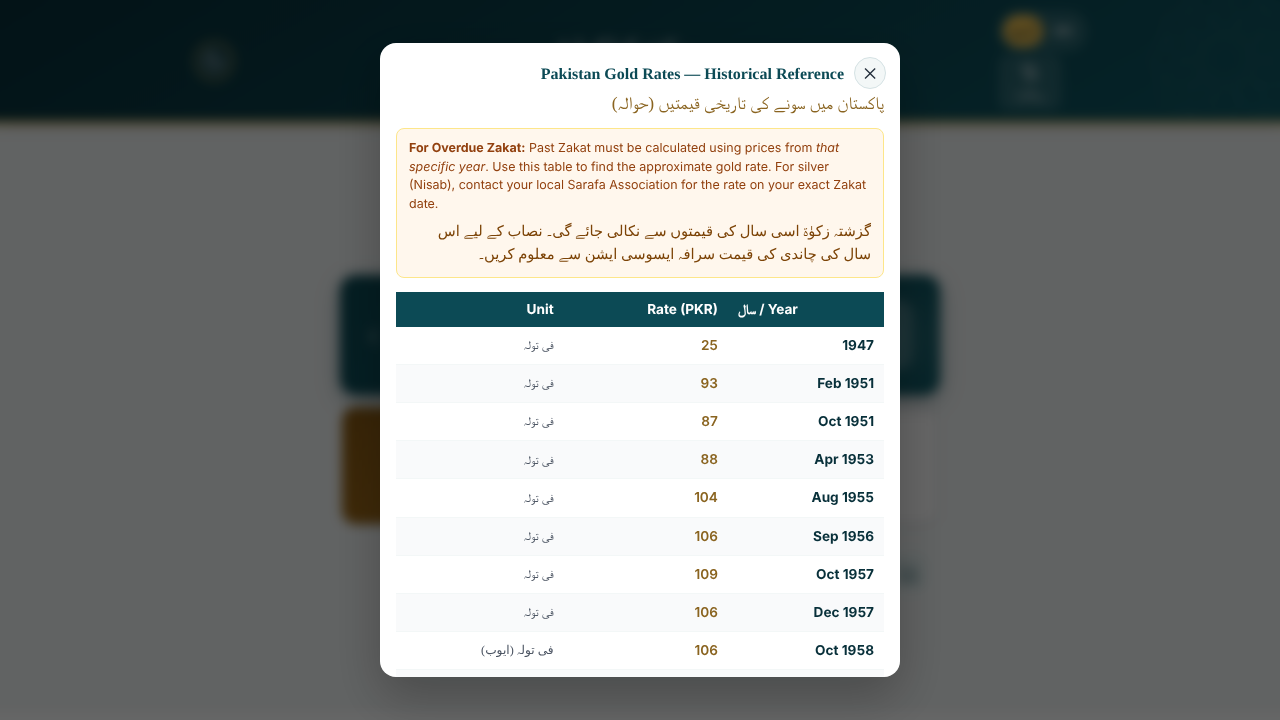 Pakistan Gold Rates — Historical Reference
پاکستان میں سونے کی تاریخی قیمتیں (حوالہ)
For Overdue Zakat: Past Zakat must be calculated using prices from that
specific year. Use this table to find the approximate gold rate. For silver
(Nisab), contact your local Sarafa Association for the rate on your exact Zakat
date.
گزشتہ زکوٰۃ اسی سال کی قیمتوں سے نکالی جائے گی۔ نصاب کے لیے اس
سال کی چاندی کی قیمت سرافہ ایسوسی ایشن سے معلوم کریں۔
سال / Year Rate (PKR) Unit
1947 25 فی تولہ
Feb 1951 93 فی تولہ
Oct 1951 87 فی تولہ
Apr 1953 88 فی تولہ
Aug 1955 104 فی تولہ
Sep 1956 106 فی تولہ
Oct 1957 109 فی تولہ
Dec 1957 106 فی تولہ
Oct 1958 106 فی تولہ (ایوب)